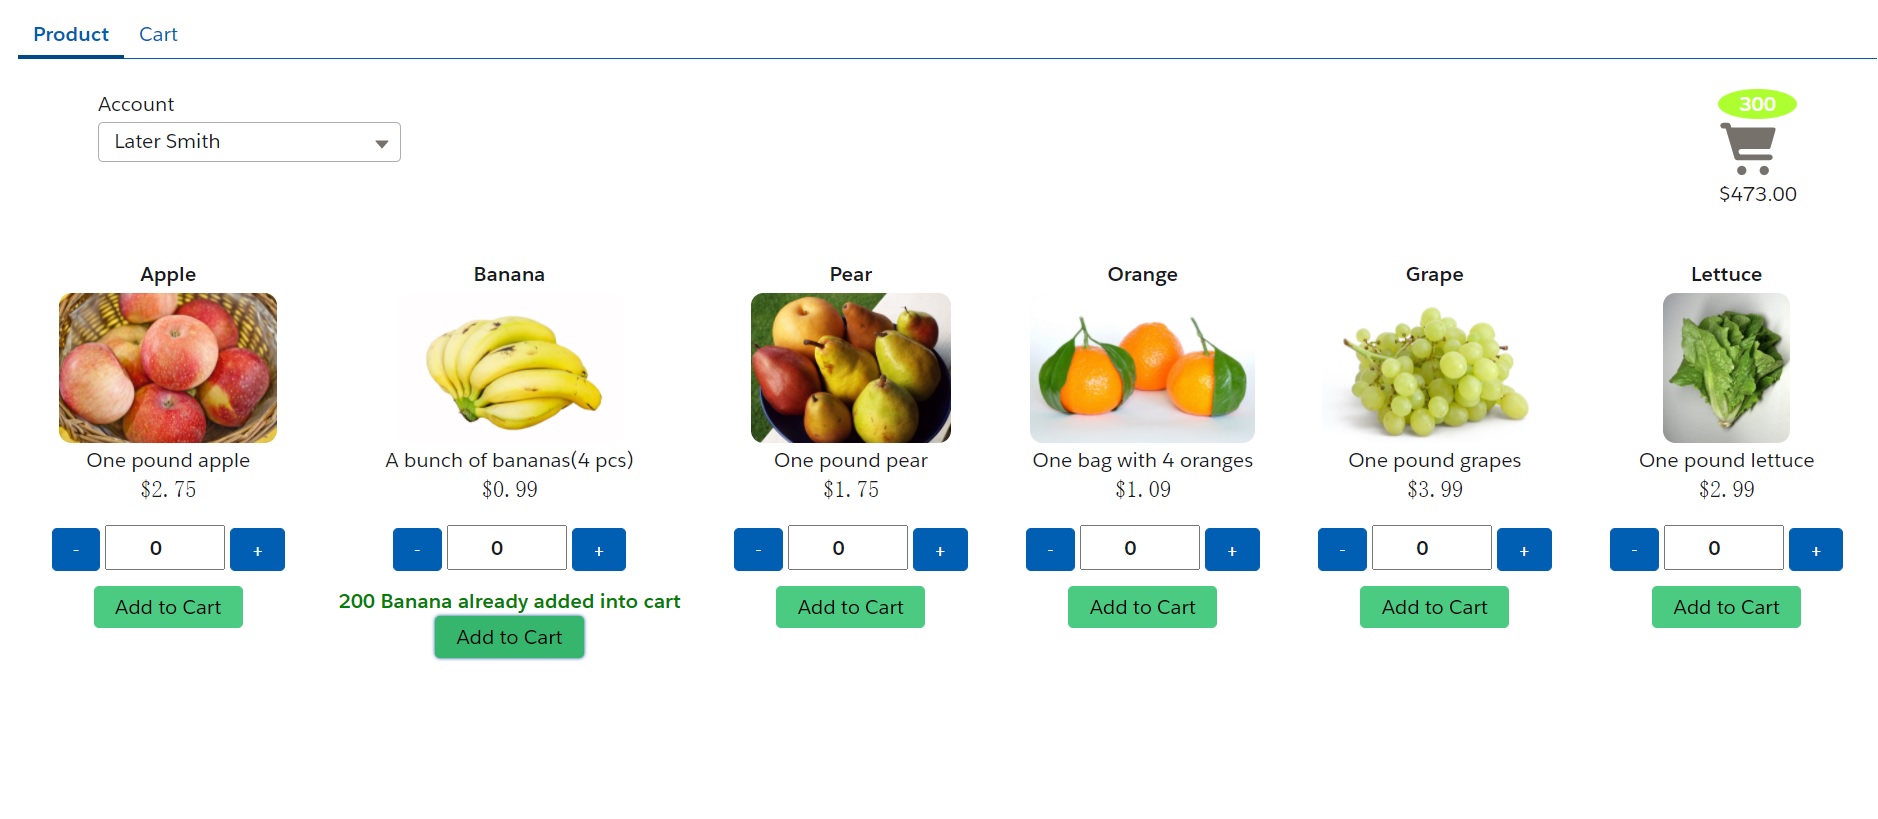 Product Cart
Account
Later Smith
300
$473.00
Apple
One pound apple
$2.75
- 0 +
Add to Cart
Banana
A bunch of bananas(4 pcs)
$0.99
- 0 +
200 Banana already added into cart
Add to Cart
Pear
One pound pear
$1.75
- 0 +
Add to Cart
Orange
One bag with 4 oranges
$1.09
- 0 +
Add to Cart
Grape
One pound grapes
$3.99
- 0 +
Add to Cart
Lettuce
One pound lettuce
$2.99
- 0 +
Add to Cart